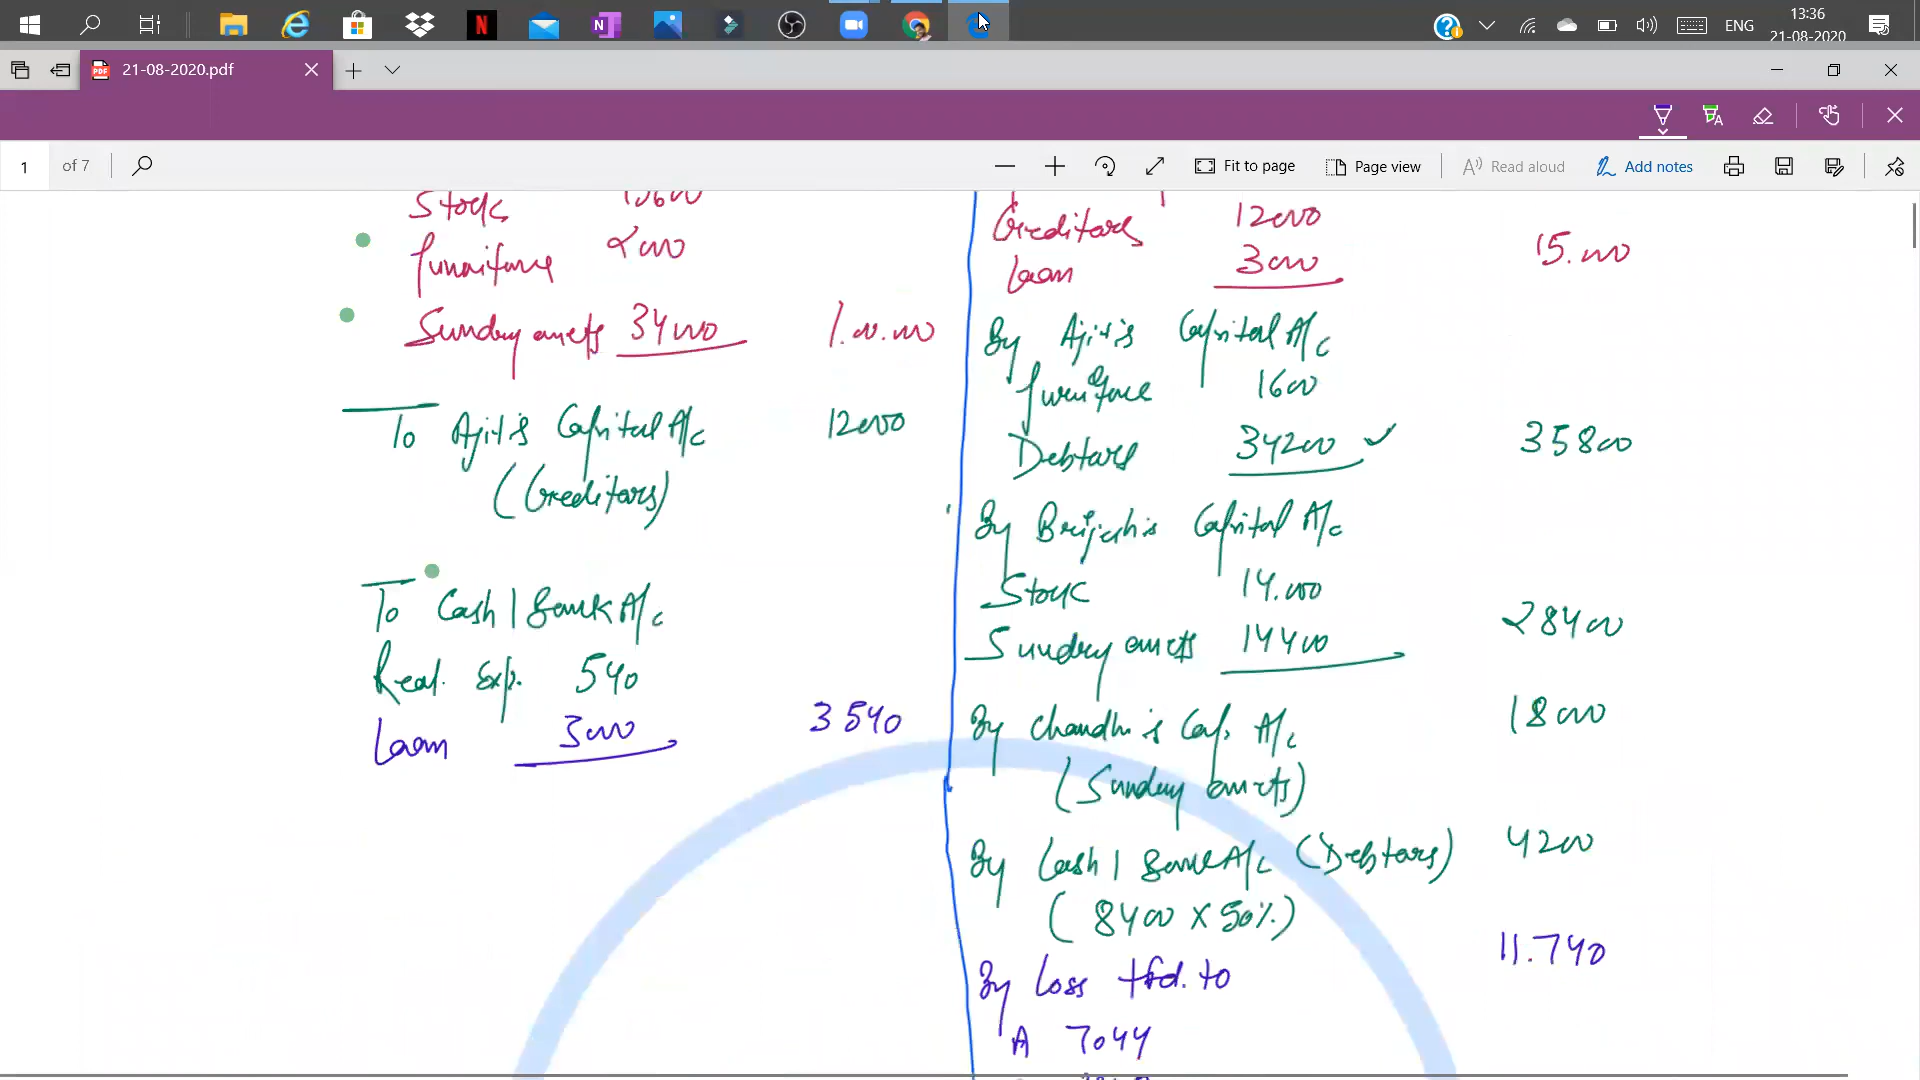 13:36
ENG
21-08-2020
21-08-2020.pdf
1 of 7
Fit to page
Page view
Read aloud
Add notes
Stock
Furniture 2000
Sundry assets 34000 1.00.000
To Ajit's Capital A/c 12000
(Creditors)
To Cash | Bank A/c
Real. Exp. 540
Loan 3000 3540
Creditors 12000
Loan 3000 15.000
By Ajit's Capital A/c
Furniture 1600
Debtors 34200 ✓ 35800
By Brijesh's Capital A/c
Stock 14.000
Sundry assets 14400 28400
By Chandhi's Cap. A/c 18000
(Sundry assets)
By Cash | Bank A/c (Debtors) 4200
(8400 X 50%)
By Loss tfd. to 11.740
A 7044